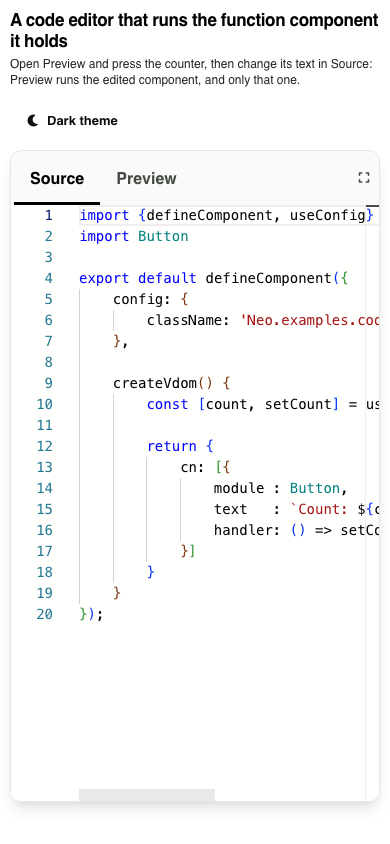 A code editor that runs the function component
it holds
Open Preview and press the counter, then change its text in Source:
Preview runs the edited component, and only that one.
Dark theme
Source Preview
1 import {defineComponent, useConfig}
2 import Button
3
4 export default defineComponent({
5     config: {
6         className: 'Neo.examples.coo
7     },
8
9     createVdom() {
10         const [count, setCount] = us
11
12         return {
13             cn: [{
14                 module : Button,
15                 text   : `Count: ${c
16                 handler: () => setCo
17             }]
18         }
19     }
20 });